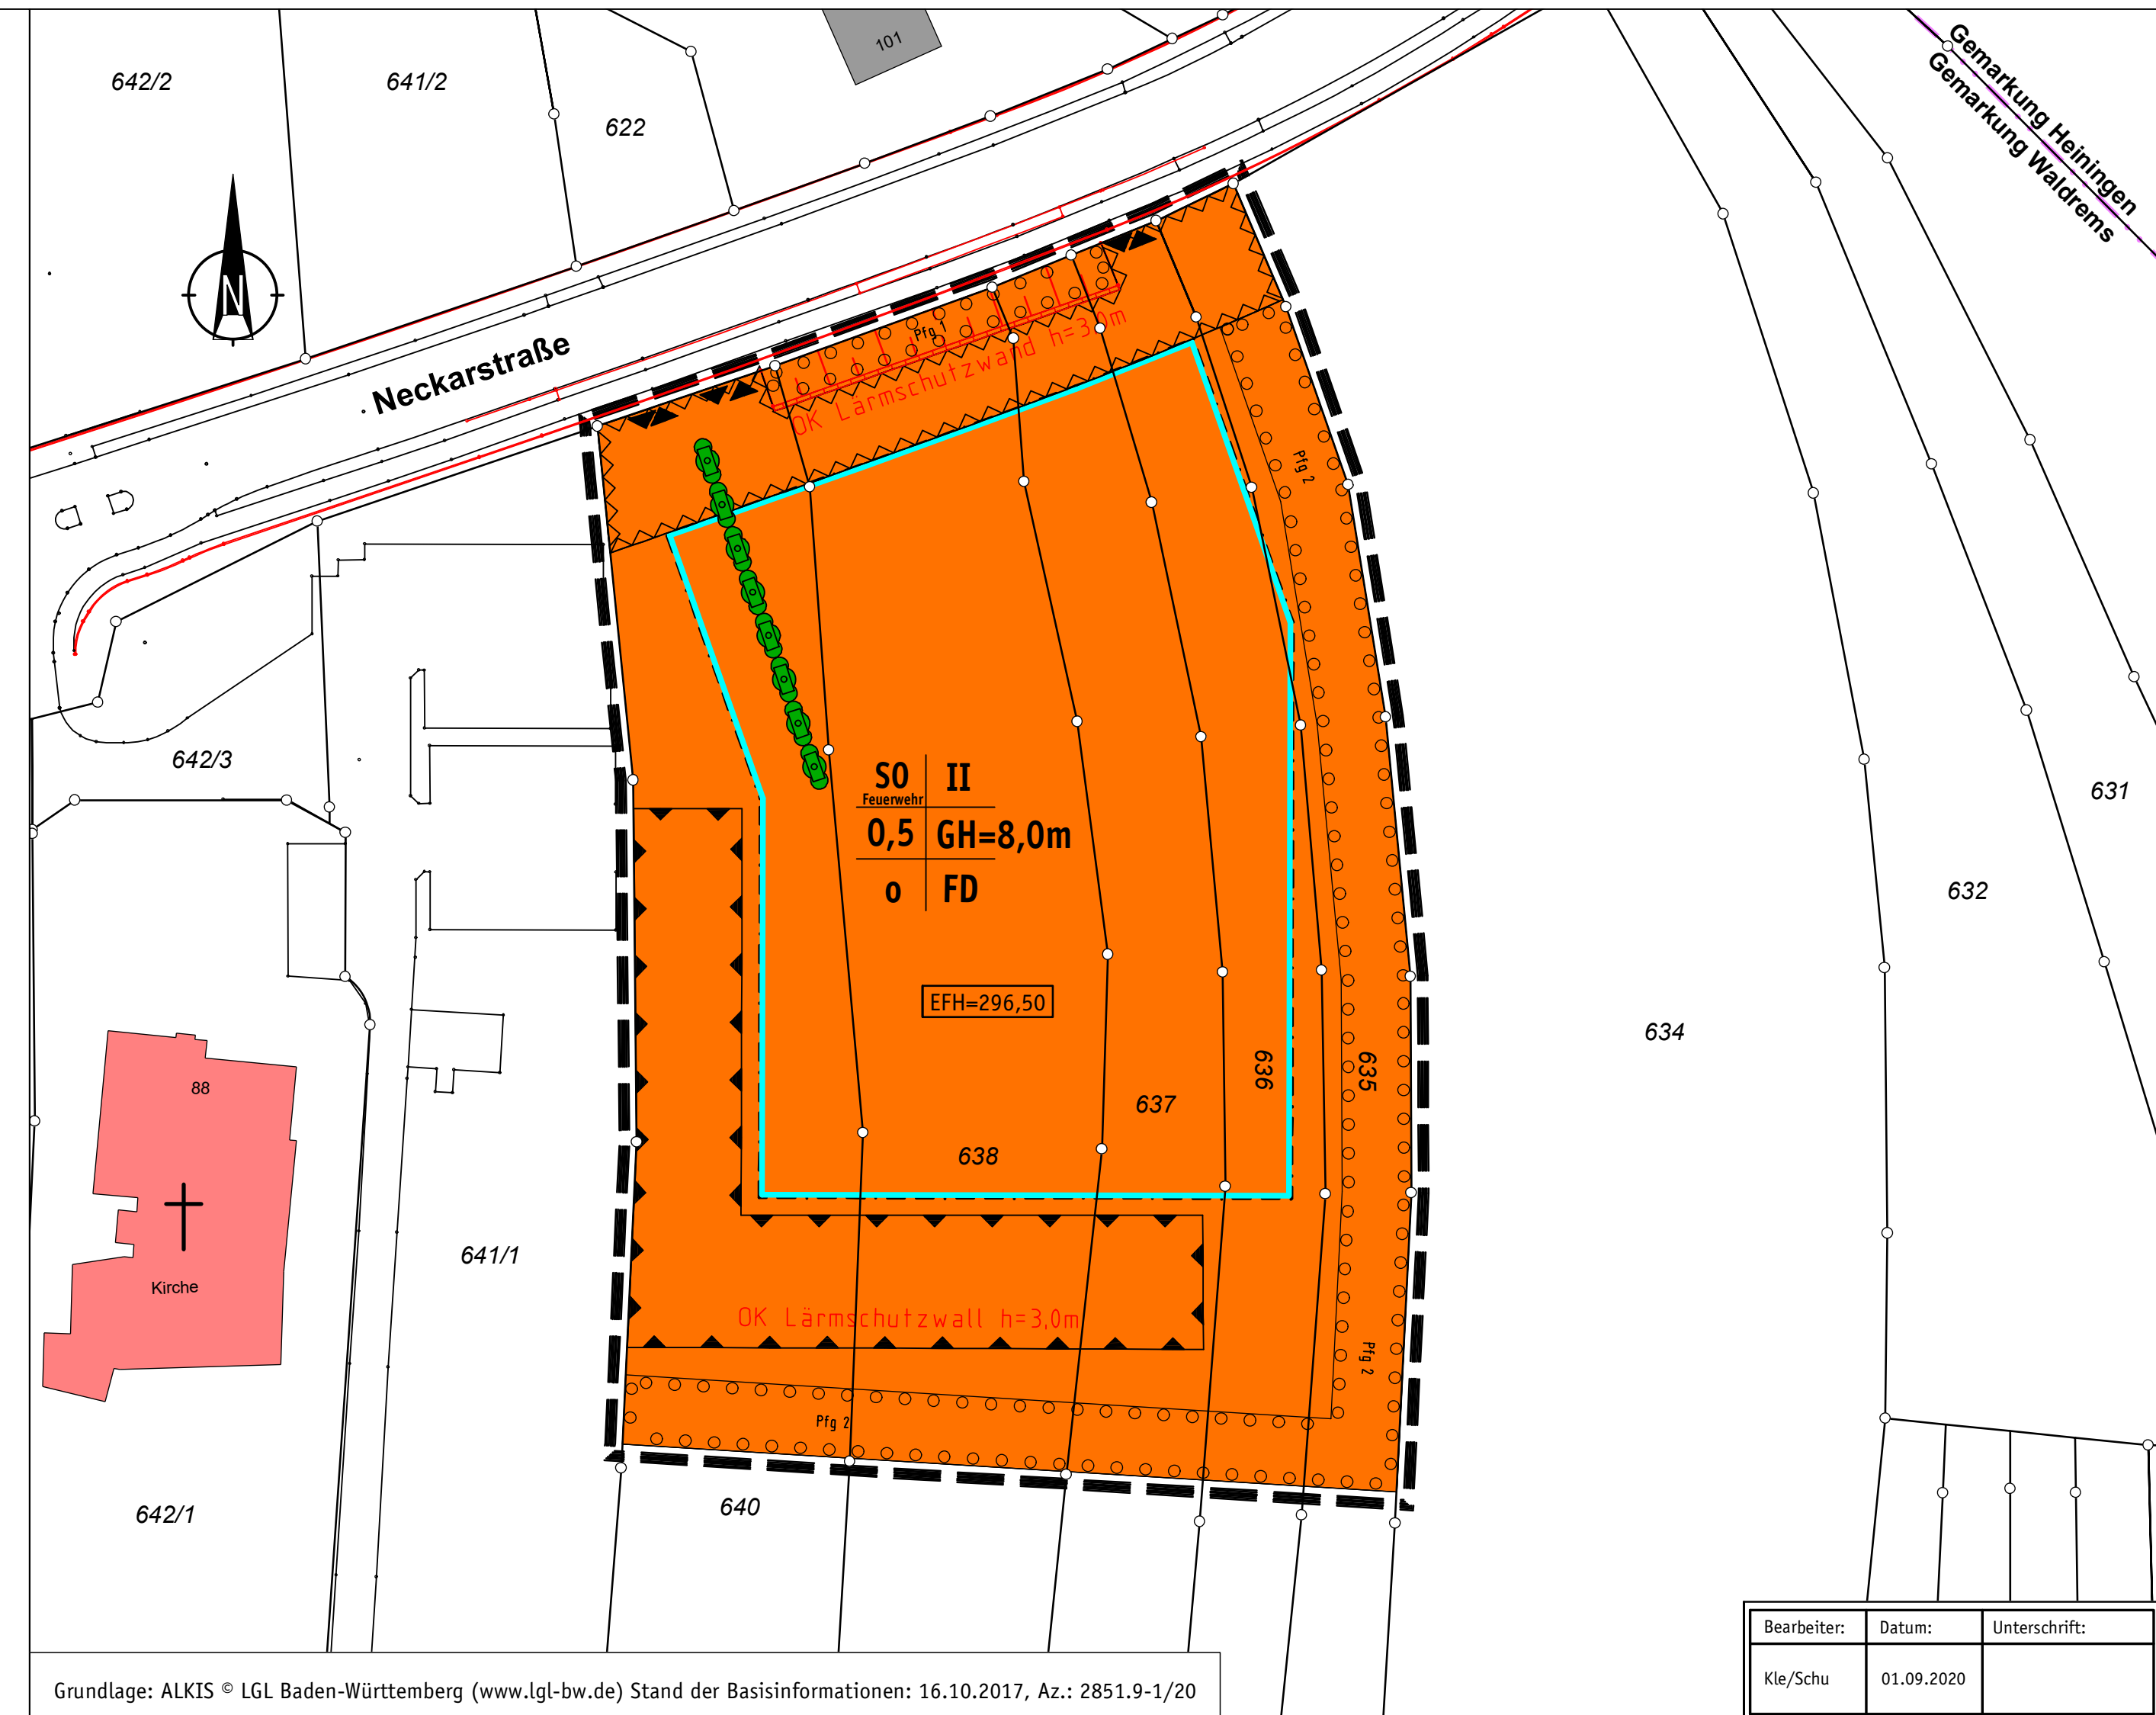 642/2
641/2
622
101
Gemarkung Heiningen
Gemarkung Waldrems
N
Neckarstraße
Pfg 1
OK Lärmschutzwand h=3,0m
Pfg 2
642/3
SO II
Feuerwehr
0,5 GH=8,0m
o FD
631
632
EFH=296,50
634
636
635
637
638
88
641/1
Kirche
OK Lärmschutzwall h=3,0m
Pfg 2
Pfg 2
642/1
640
Bearbeiter: Datum: Unterschrift:
Kle/Schu 01.09.2020
Grundlage: ALKIS © LGL Baden-Württemberg (www.lgl-bw.de) Stand der Basisinformationen: 16.10.2017, Az.: 2851.9-1/20